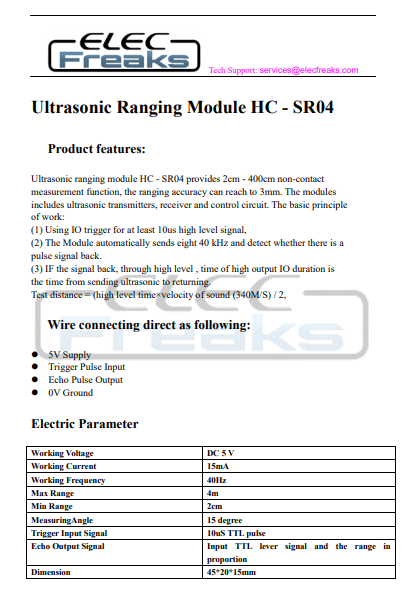 ELEC
Freaks
Tech Support: services@elecfreaks.com
Ultrasonic Ranging Module HC - SR04
Product features:
Ultrasonic ranging module HC - SR04 provides 2cm - 400cm non-contact
measurement function, the ranging accuracy can reach to 3mm. The modules
includes ultrasonic transmitters, receiver and control circuit. The basic principle
of work:
(1) Using IO trigger for at least 10us high level signal,
(2) The Module automatically sends eight 40 kHz and detect whether there is a
pulse signal back.
(3) IF the signal back, through high level , time of high output IO duration is
the time from sending ultrasonic to returning.
Test distance = (high level time×velocity of sound (340M/S) / 2,
ELEC
Freaks
Wire connecting direct as following:
● 5V Supply
● Trigger Pulse Input
● Echo Pulse Output
● 0V Ground
Electric Parameter
Working Voltage DC 5 V
Working Current 15mA
Working Frequency 40Hz
Max Range 4m
Min Range 2cm
MeasuringAngle 15 degree
Trigger Input Signal 10uS TTL pulse
Echo Output Signal Input TTL lever signal and the range in
proportion
Dimension 45*20*15mm